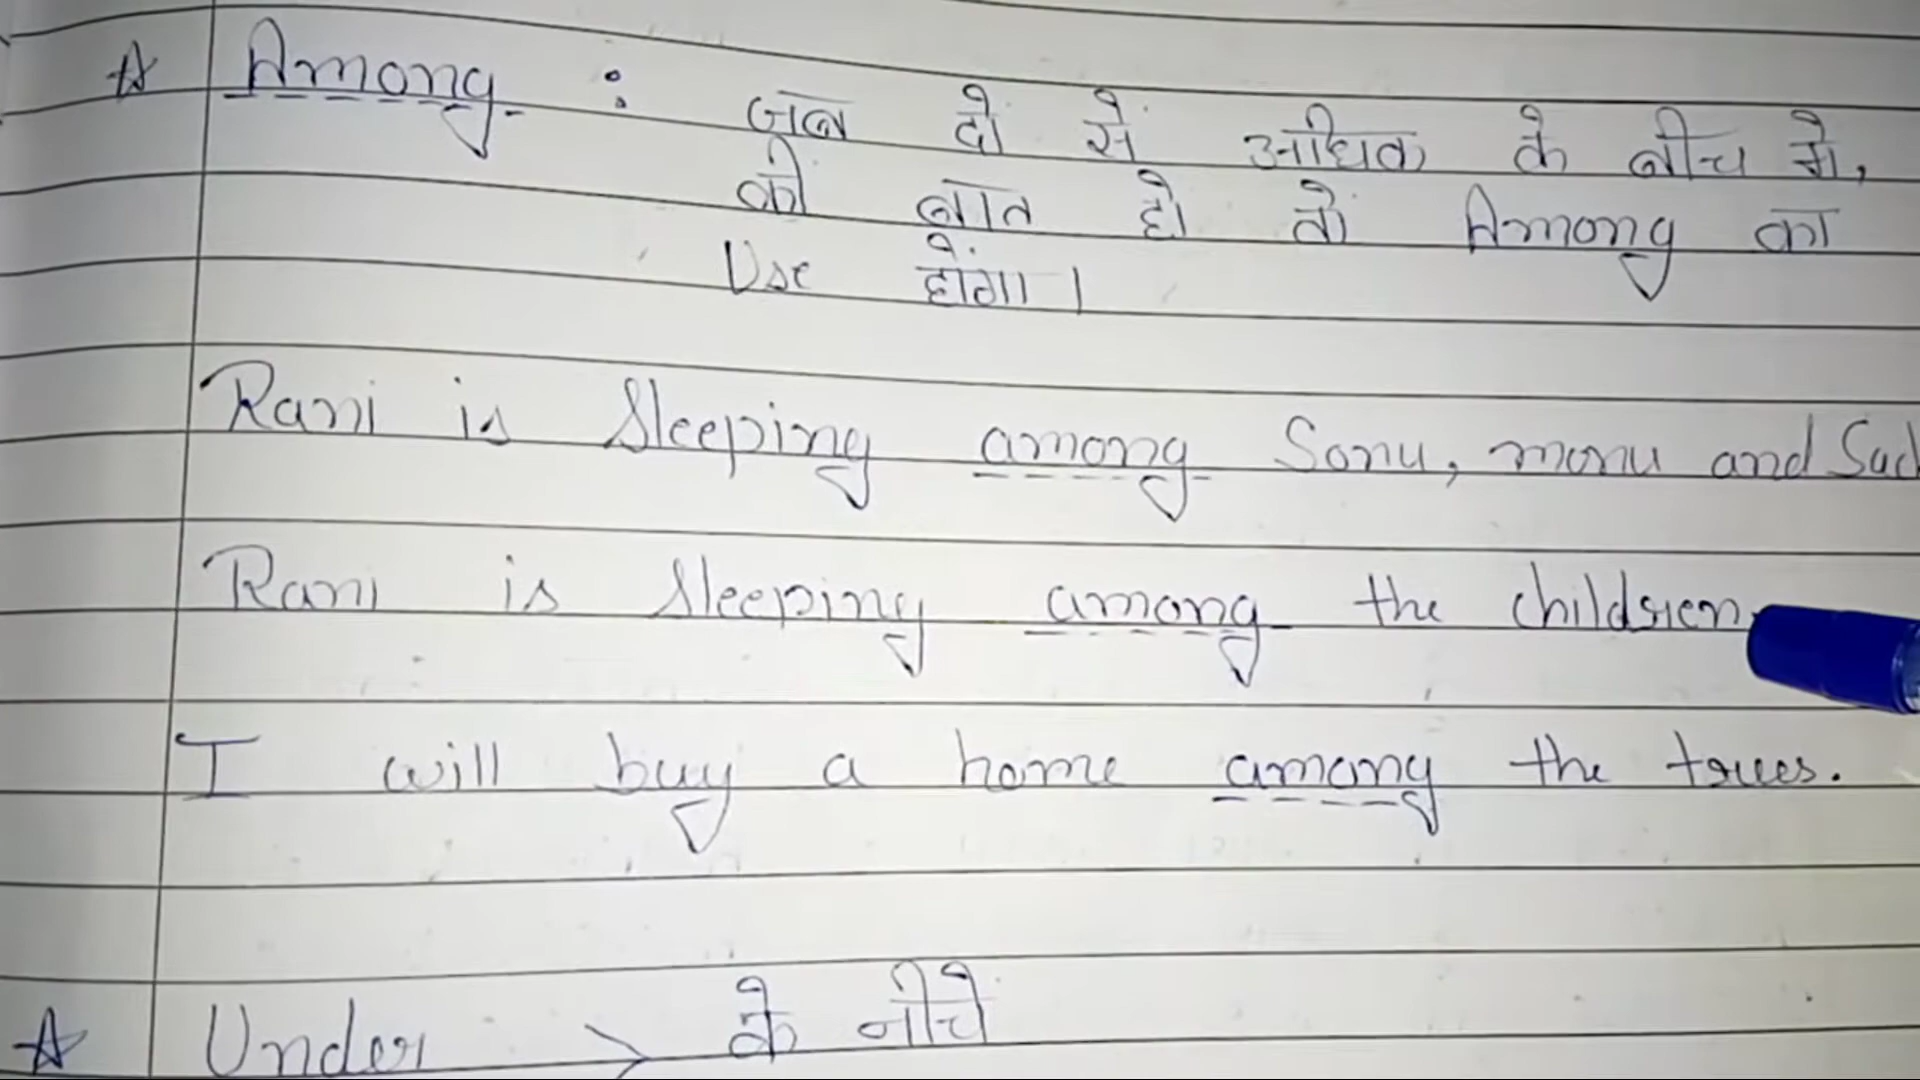 ☆ Among : जब दो से अधिक के बीच में,
की बात हो तो Among का
Use होगा।
Rani is sleeping among Sonu, monu and
Rani is sleeping among the children.
I will buy a home among the trees.
☆ Under > के नीचे